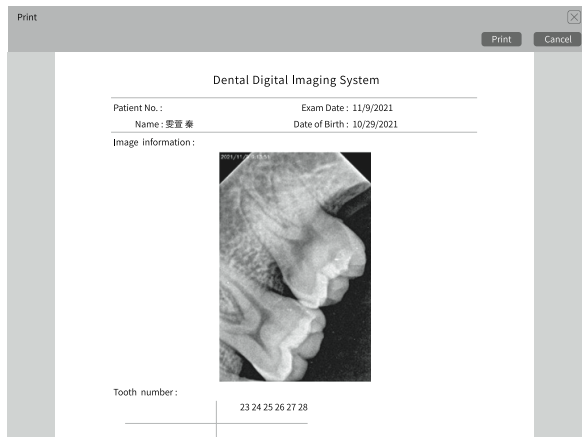 Print
Print Cancel
Dental Digital Imaging System
Patient No. : Exam Date : 11/9/2021
Name : 雯萱 秦 Date of Birth : 10/29/2021
Image information :
Tooth number :
23 24 25 26 27 28